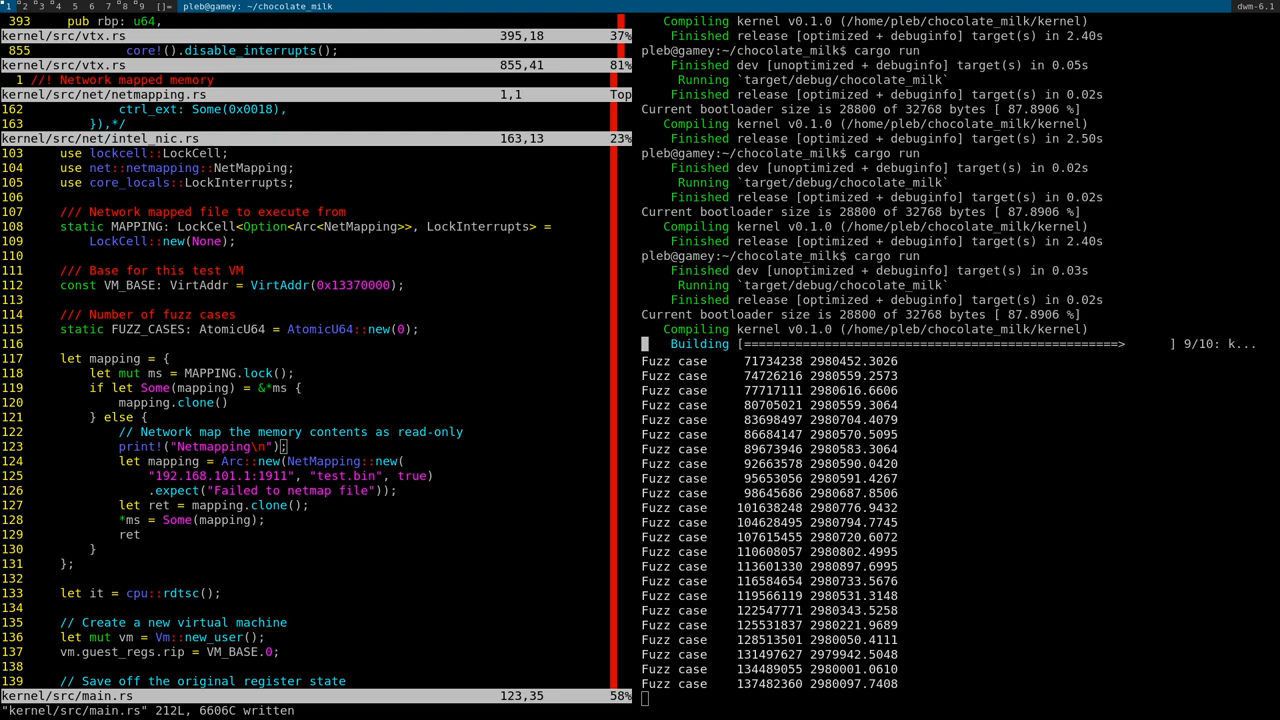 1 2 3 4 5 6 7 8 9 []= pleb@gamey: ~/chocolate_milk dwm-6.1
393 pub rbp: u64,
kernel/src/vtx.rs 395,18 37%
855 core!().disable_interrupts();
kernel/src/vtx.rs 855,41 81%
1 //! Network mapped memory
kernel/src/net/netmapping.rs 1,1 Top
162 ctrl_ext: Some(0x0018),
163 }),*/
kernel/src/net/intel_nic.rs 163,13 23%
103 use lockcell::LockCell;
104 use net::netmapping::NetMapping;
105 use core_locals::LockInterrupts;
106
107 /// Network mapped file to execute from
108 static MAPPING: LockCell<Option<Arc<NetMapping>>, LockInterrupts> =
109 LockCell::new(None);
110
111 /// Base for this test VM
112 const VM_BASE: VirtAddr = VirtAddr(0x13370000);
113
114 /// Number of fuzz cases
115 static FUZZ_CASES: AtomicU64 = AtomicU64::new(0);
116
117 let mapping = {
118 let mut ms = MAPPING.lock();
119 if let Some(mapping) = &*ms {
120 mapping.clone()
121 } else {
122 // Network map the memory contents as read-only
123 print!("Netmapping\n");
124 let mapping = Arc::new(NetMapping::new(
125 "192.168.101.1:1911", "test.bin", true)
126 .expect("Failed to netmap file"));
127 let ret = mapping.clone();
128 *ms = Some(mapping);
129 ret
130 }
131 };
132
133 let it = cpu::rdtsc();
134
135 // Create a new virtual machine
136 let mut vm = Vm::new_user();
137 vm.guest_regs.rip = VM_BASE.0;
138
139 // Save off the original register state
kernel/src/main.rs 123,35 58%
"kernel/src/main.rs" 212L, 6606C written
Compiling kernel v0.1.0 (/home/pleb/chocolate_milk/kernel)
Finished release [optimized + debuginfo] target(s) in 2.40s
pleb@gamey:~/chocolate_milk$ cargo run
Finished dev [unoptimized + debuginfo] target(s) in 0.05s
Running `target/debug/chocolate_milk`
Finished release [optimized + debuginfo] target(s) in 0.02s
Current bootloader size is 28800 of 32768 bytes [ 87.8906 %]
Compiling kernel v0.1.0 (/home/pleb/chocolate_milk/kernel)
Finished release [optimized + debuginfo] target(s) in 2.50s
pleb@gamey:~/chocolate_milk$ cargo run
Finished dev [unoptimized + debuginfo] target(s) in 0.02s
Running `target/debug/chocolate_milk`
Finished release [optimized + debuginfo] target(s) in 0.02s
Current bootloader size is 28800 of 32768 bytes [ 87.8906 %]
Compiling kernel v0.1.0 (/home/pleb/chocolate_milk/kernel)
Finished release [optimized + debuginfo] target(s) in 2.40s
pleb@gamey:~/chocolate_milk$ cargo run
Finished dev [unoptimized + debuginfo] target(s) in 0.03s
Running `target/debug/chocolate_milk`
Finished release [optimized + debuginfo] target(s) in 0.02s
Current bootloader size is 28800 of 32768 bytes [ 87.8906 %]
Compiling kernel v0.1.0 (/home/pleb/chocolate_milk/kernel)
Building [===================================================> ] 9/10: k...
Fuzz case 71734238 2980452.3026
Fuzz case 74726216 2980559.2573
Fuzz case 77717111 2980616.6606
Fuzz case 80705021 2980559.3064
Fuzz case 83698497 2980704.4079
Fuzz case 86684147 2980570.5095
Fuzz case 89673946 2980583.3064
Fuzz case 92663578 2980590.0420
Fuzz case 95653056 2980591.4267
Fuzz case 98645686 2980687.8506
Fuzz case 101638248 2980776.9432
Fuzz case 104628495 2980794.7745
Fuzz case 107615455 2980720.6072
Fuzz case 110608057 2980802.4995
Fuzz case 113601330 2980897.6995
Fuzz case 116584654 2980733.5676
Fuzz case 119566119 2980531.3148
Fuzz case 122547771 2980343.5258
Fuzz case 125531837 2980221.9689
Fuzz case 128513501 2980050.4111
Fuzz case 131497627 2979942.5048
Fuzz case 134489055 2980001.0610
Fuzz case 137482360 2980097.7408